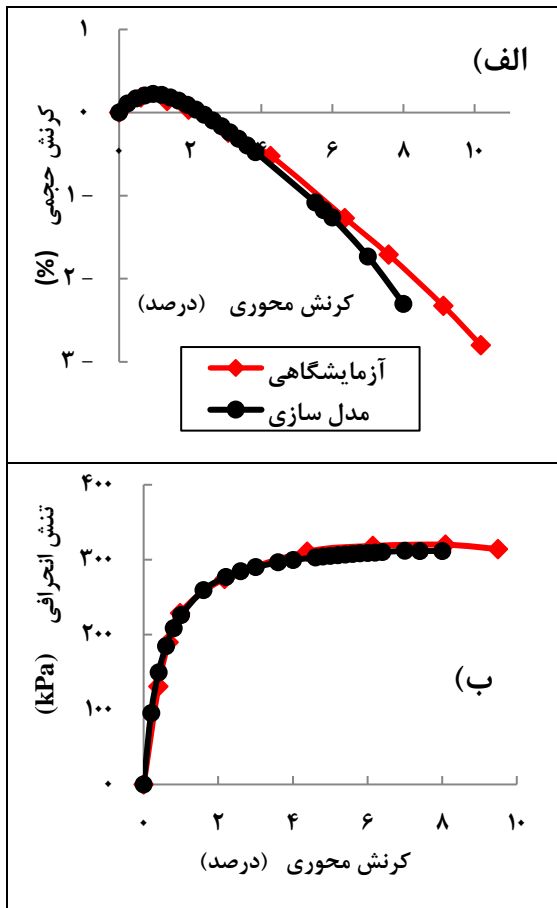 الف)
۱
۰
۱ –
۲ –
۳ –
۰ ۲ ۴ ۶ ۸ ۱۰
کرنش حجمی (%)
کرنش محوری (درصد)
آزمایشگاهی
مدل سازی
ب)
۴۰۰
۳۰۰
۲۰۰
۱۰۰
۰
۰ ۲ ۴ ۶ ۸ ۱۰
تنش انحرافی (kPa)
کرنش محوری (درصد)